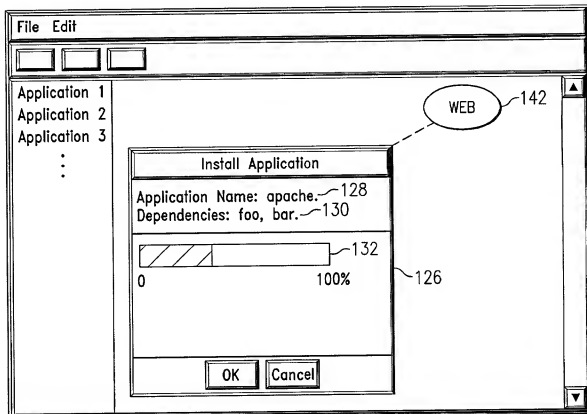 File Edit
Application 1
Application 2
Application 3
WEB
142
Install Application
Application Name: apache.
128
Dependencies: foo, bar.
130
132
0
100%
126
OK
Cancel